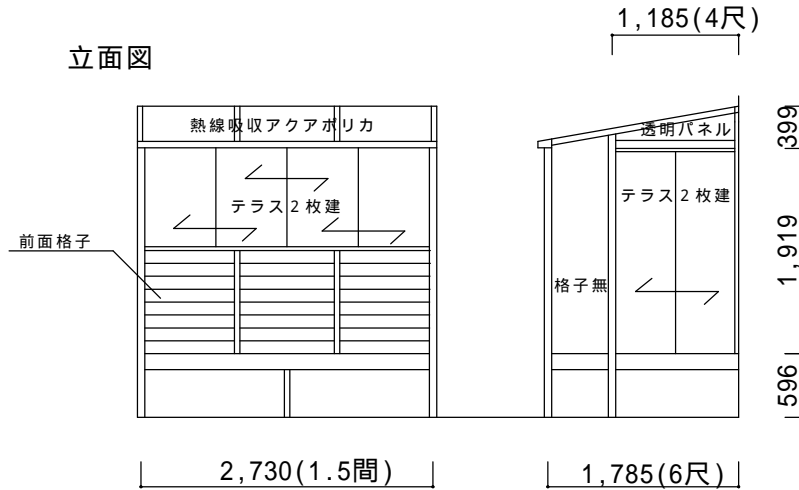 1,185(4尺)
立面図
熱線吸収アクアポリカ
透明パネル
399
テラス2枚建
テラス2枚建
前面格子
格子無
1,919
596
2,730(1.5間)
1,785(6尺)